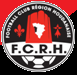 FOOTBALL CLUB RÉGION HOUDANAISE
F.C.R.H.